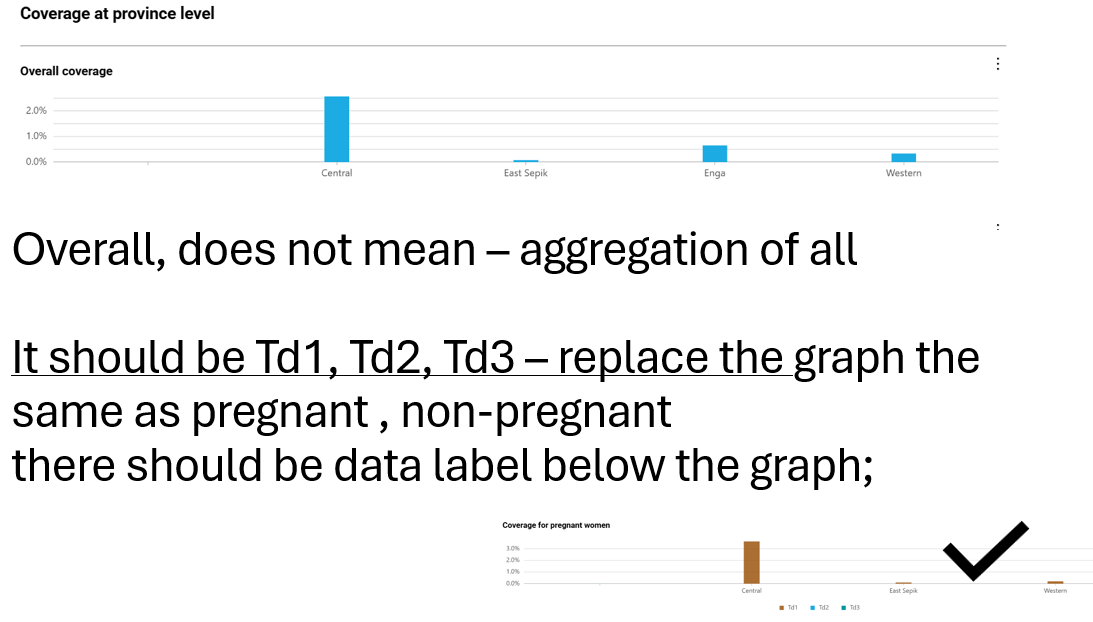 Coverage at province level
Overall coverage
2.0%
1.0%
0.0%
Central East Sepik Enga Western
Overall, does not mean – aggregation of all
It should be Td1, Td2, Td3 – replace the graph the
same as pregnant , non-pregnant
there should be data label below the graph;
Coverage for pregnant women
3.0%
2.0%
1.0%
0.0%
Central East Sepik Western
Td1 Td2 Td3